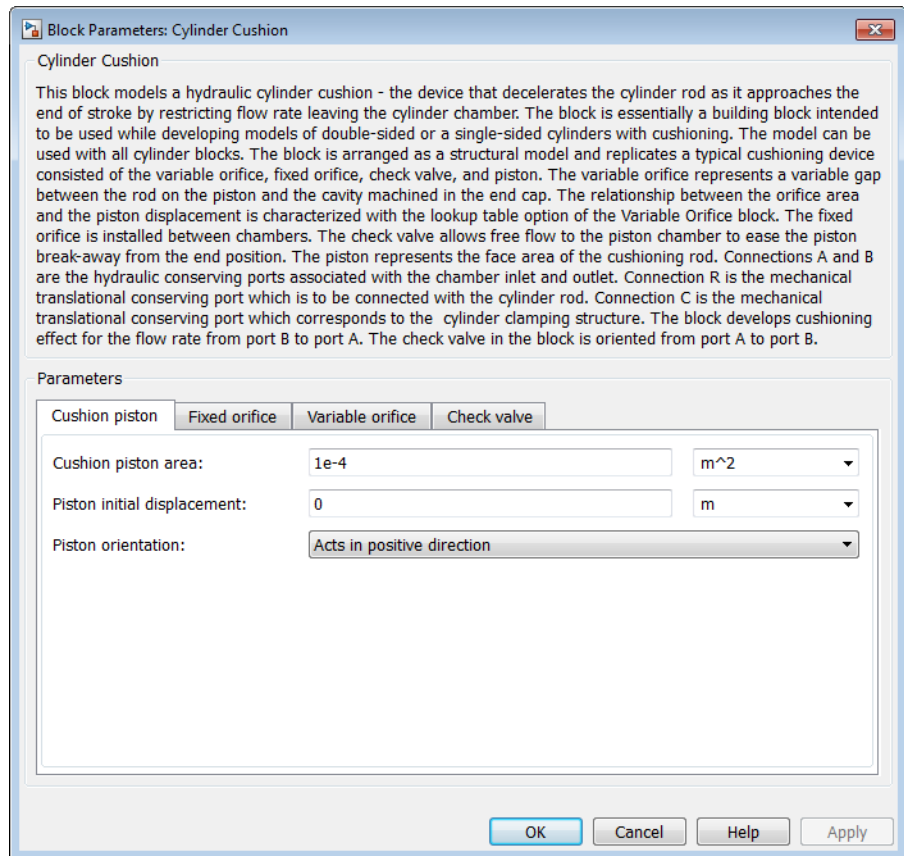 Block Parameters: Cylinder Cushion
Cylinder Cushion
This block models a hydraulic cylinder cushion - the device that decelerates the cylinder rod as it approaches the
end of stroke by restricting flow rate leaving the cylinder chamber. The block is essentially a building block intended
to be used while developing models of double-sided or a single-sided cylinders with cushioning. The model can be
used with all cylinder blocks. The block is arranged as a structural model and replicates a typical cushioning device
consisted of the variable orifice, fixed orifice, check valve, and piston. The variable orifice represents a variable gap
between the rod on the piston and the cavity machined in the end cap. The relationship between the orifice area
and the piston displacement is characterized with the lookup table option of the Variable Orifice block. The fixed
orifice is installed between chambers. The check valve allows free flow to the piston chamber to ease the piston
break-away from the end position. The piston represents the face area of the cushioning rod. Connections A and B
are the hydraulic conserving ports associated with the chamber inlet and outlet. Connection R is the mechanical
translational conserving port which is to be connected with the cylinder rod. Connection C is the mechanical
translational conserving port which corresponds to the cylinder clamping structure. The block develops cushioning
effect for the flow rate from port B to port A. The check valve in the block is oriented from port A to port B.
Parameters
Cushion piston Fixed orifice Variable orifice Check valve
Cushion piston area: 1e-4 m^2
Piston initial displacement: 0 m
Piston orientation: Acts in positive direction
OK Cancel Help Apply